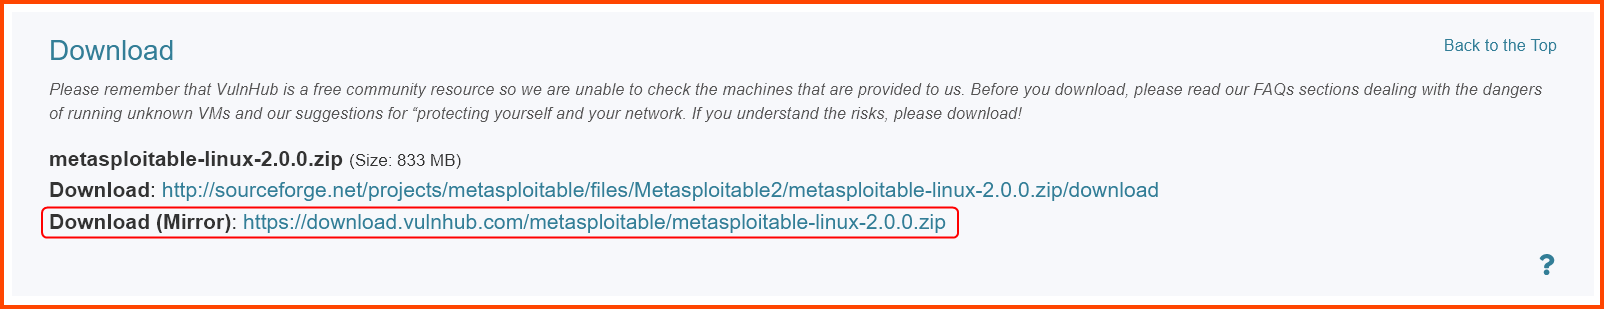 Download
Back to the Top
Please remember that VulnHub is a free community resource so we are unable to check the machines that are provided to us. Before you download, please read our FAQs sections dealing with the dangers
of running unknown VMs and our suggestions for “protecting yourself and your network. If you understand the risks, please download!
metasploitable-linux-2.0.0.zip (Size: 833 MB)
Download: http://sourceforge.net/projects/metasploitable/files/Metasploitable2/metasploitable-linux-2.0.0.zip/download
Download (Mirror): https://download.vulnhub.com/metasploitable/metasploitable-linux-2.0.0.zip
?